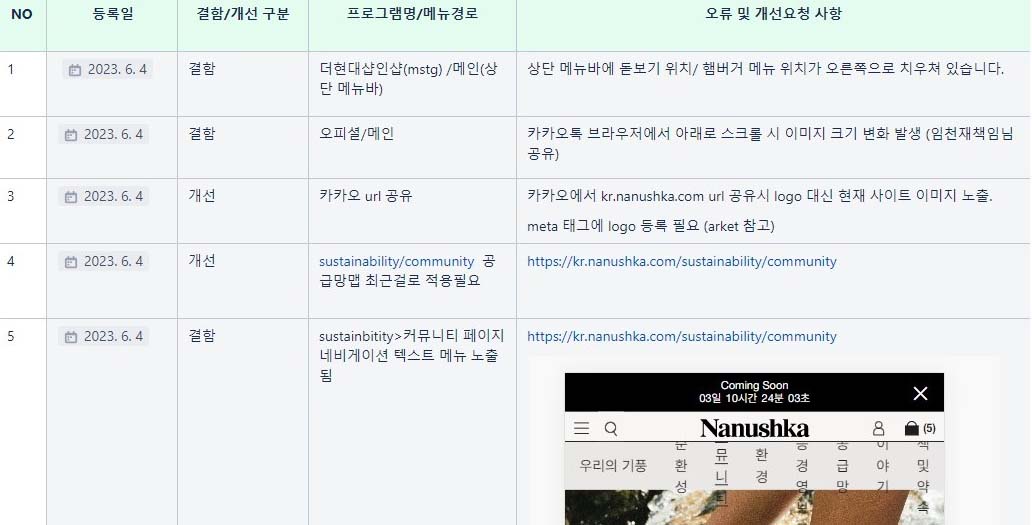 NO 등록일 결함/개선 구분 프로그램명/메뉴경로 오류 및 개선요청 사항
1 2023. 6. 4 결함 더현대샵인샵(mstg) /메인(상 상단 메뉴바에 돋보기 위치/ 햄버거 메뉴 위치가 오른쪽으로 치우쳐 있습니다.
단 메뉴바)
2 2023. 6. 4 결함 오피셜/메인 카카오톡 브라우저에서 아래로 스크롤 시 이미지 크기 변화 발생 (임천재책임님
공유)
3 2023. 6. 4 개선 카카오 url 공유 카카오에서 kr.nanushka.com url 공유시 logo 대신 현재 사이트 이미지 노출.
meta 태그에 logo 등록 필요 (arket 참고)
4 2023. 6. 4 개선 sustainability/community 공 https://kr.nanushka.com/sustainability/community
급망맵 최근걸로 적용필요
5 2023. 6. 4 결함 sustainbitity>커뮤니티 페이지 https://kr.nanushka.com/sustainability/community
네비게이션 텍스트 메뉴 노출
됨
Coming Soon
03일 10시간 24분 03초
Nanushka (5)
우리의 기풍
환
성
뮤
니
티
환
경
경
영
급
망
야
기
및
약
속